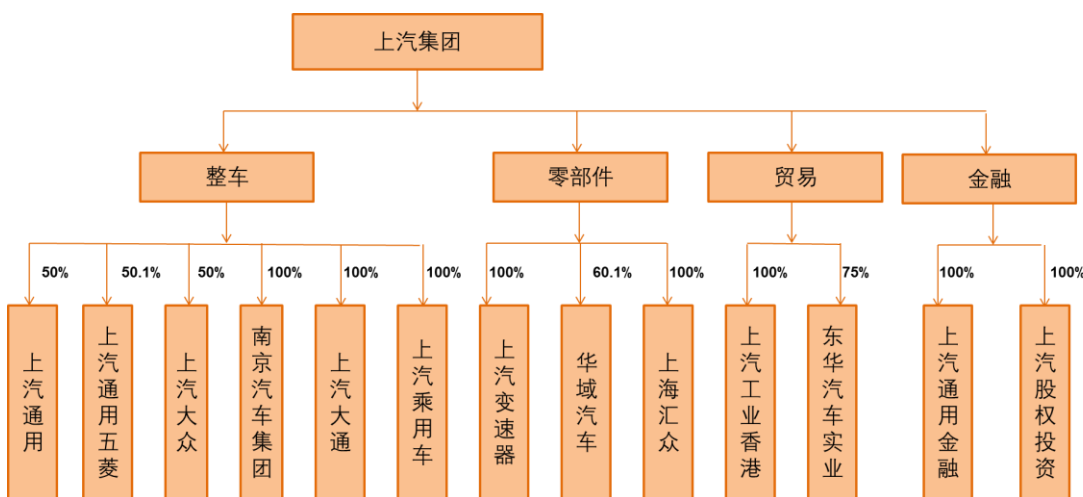 上汽集团
整车
零部件
贸易
金融
50%
50.1%
50%
100%
100%
100%
100%
60.1%
100%
100%
75%
100%
100%
上汽通用
上汽通用五菱
上汽大众
南京汽车集团
上汽大通
上汽乘用车
上汽变速器
华域汽车
上海汇众
上汽工业香港
东华汽车实业
上汽通用金融
上汽股权投资